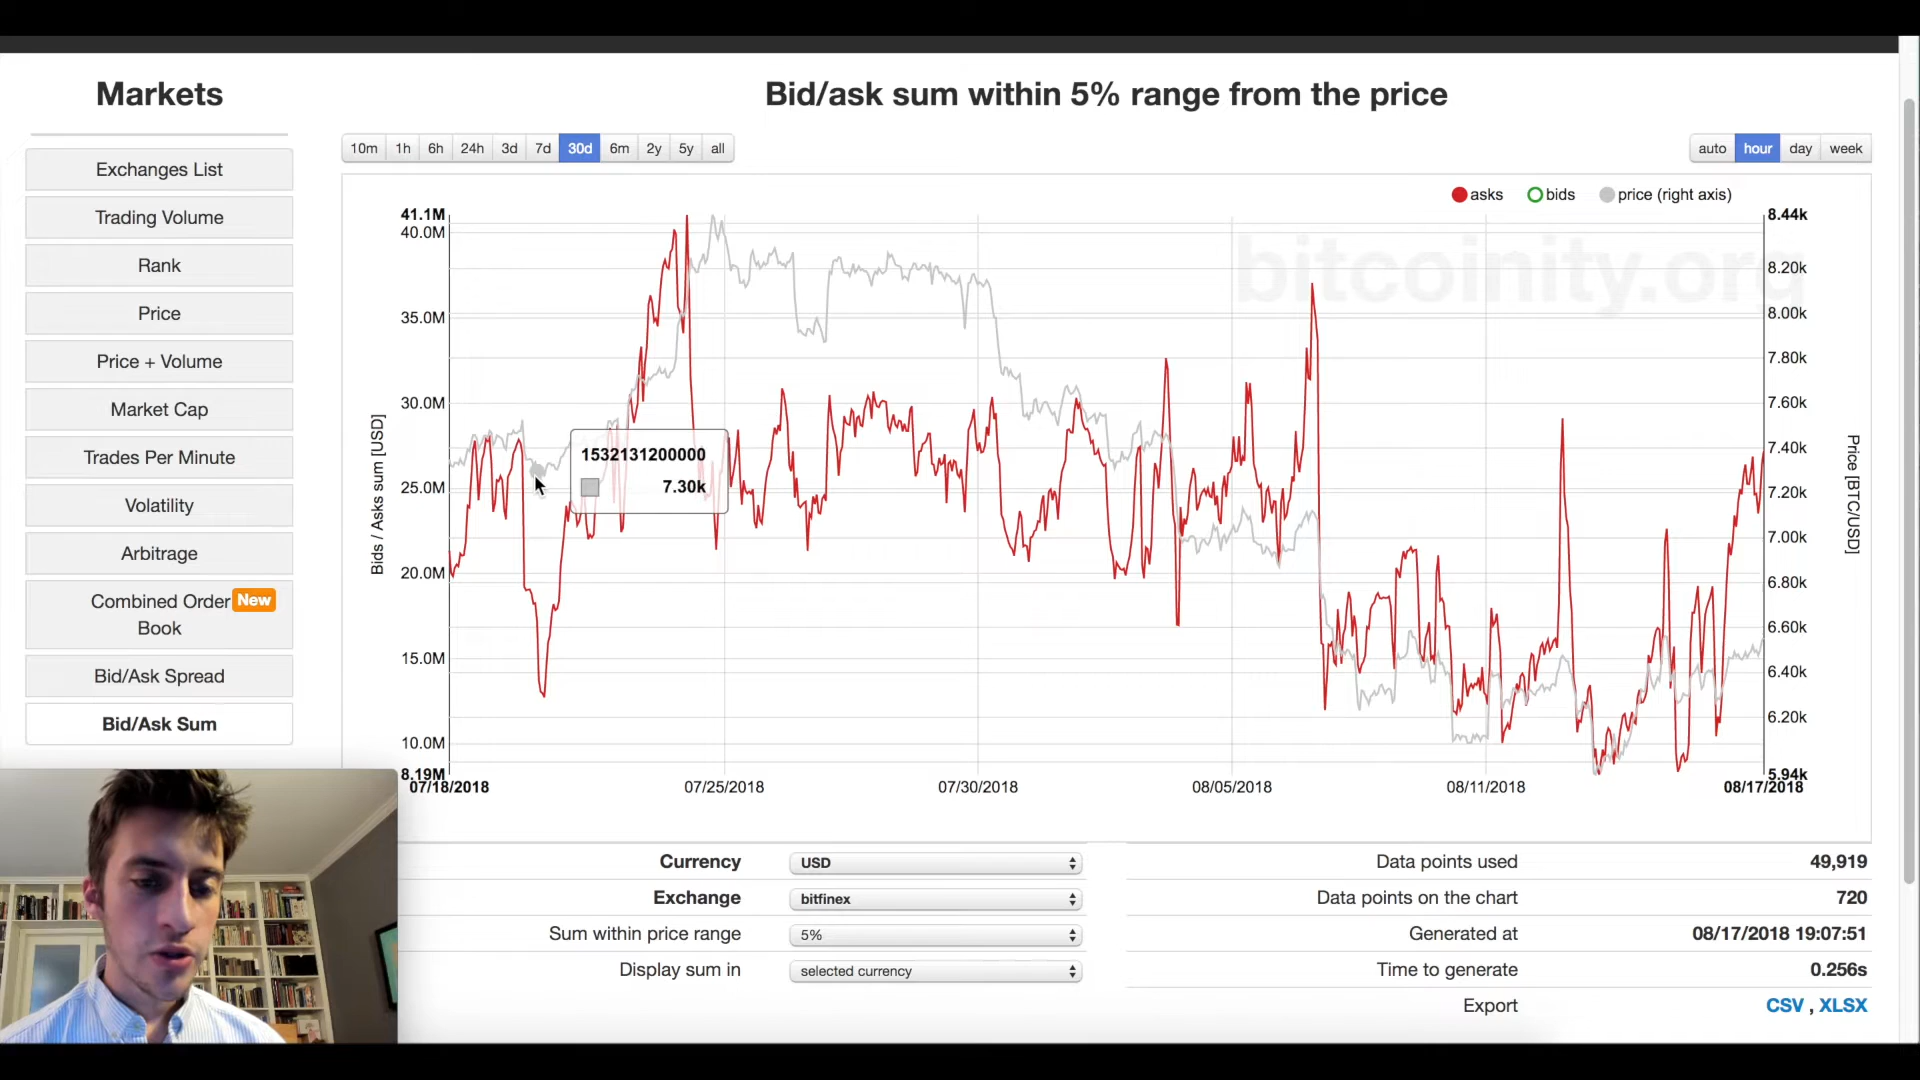 Markets
Exchanges List
Trading Volume
Rank
Price
Price + Volume
Market Cap
Trades Per Minute
Volatility
Arbitrage
Combined Order New
Book
Bid/Ask Spread
Bid/Ask Sum
Bid/ask sum within 5% range from the price
10m 1h 6h 24h 3d 7d 30d 6m 2y 5y all
auto hour day week
asks bids price (right axis)
bitcoinity.org
41.1M
40.0M
35.0M
30.0M
25.0M
20.0M
15.0M
10.0M
8.19M
Bids / Asks sum [USD]
1532131200000
7.30k
8.44k
8.20k
8.00k
7.80k
7.60k
7.40k
7.20k
7.00k
6.80k
6.60k
6.40k
6.20k
5.94k
Price [BTC/USD]
07/18/2018 07/25/2018 07/30/2018 08/05/2018 08/11/2018 08/17/2018
Currency USD
Exchange bitfinex
Sum within price range 5%
Display sum in selected currency
Data points used 49,919
Data points on the chart 720
Generated at 08/17/2018 19:07:51
Time to generate 0.256s
Export CSV , XLSX